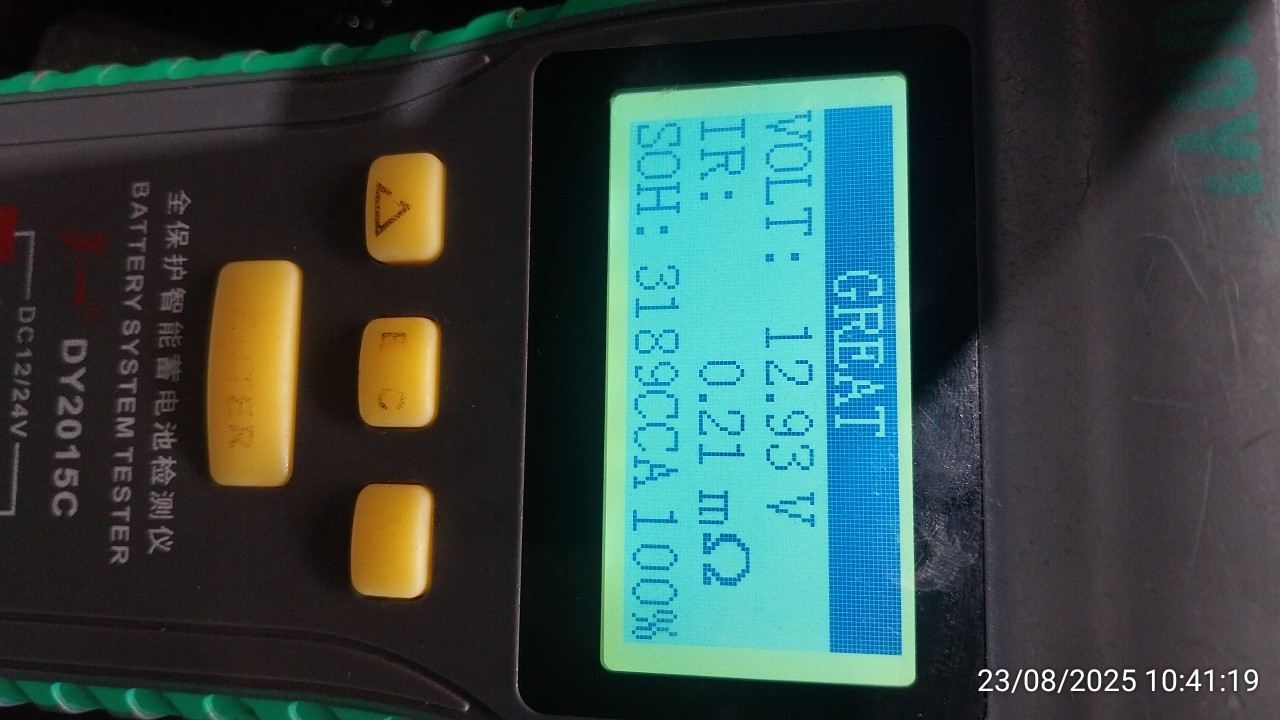 GREAT
VOLT: 12.93 V
IR: 0.21 mΩ
SOH: 3189CCA 100%
全保护智能蓄电池检测仪
BATTERY SYSTEM TESTER
DY2015C
DC12/24V
23/08/2025 10:41:19